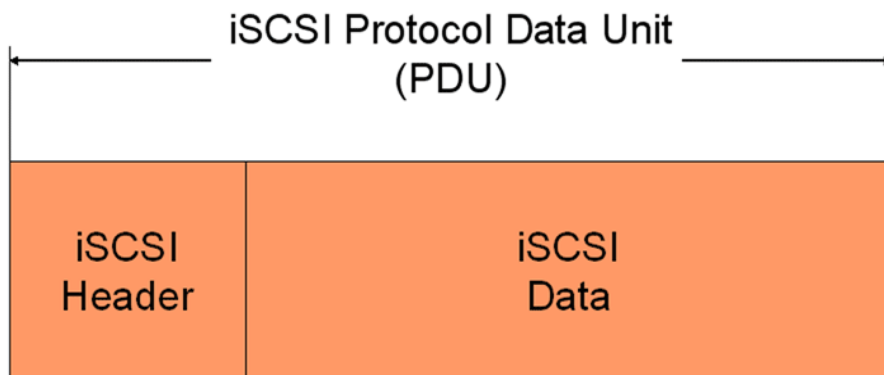 iSCSI Protocol Data Unit
(PDU)
iSCSI
Header
iSCSI
Data